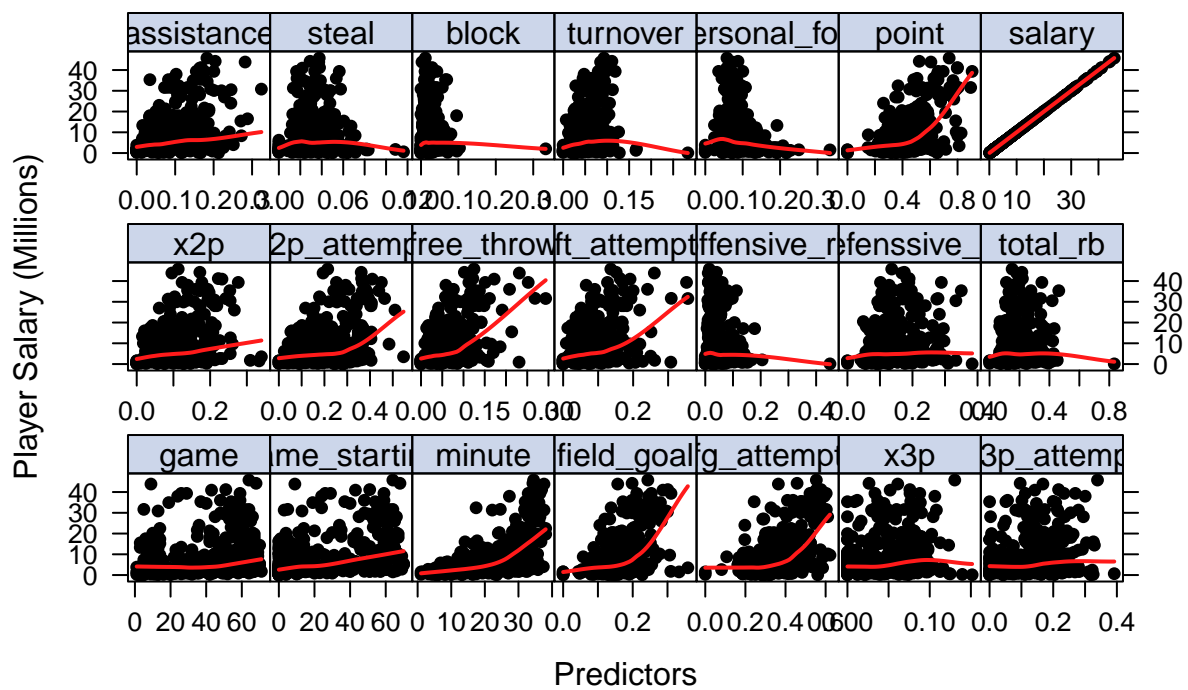 assistance steal block turnover ersonal_fo point salary
40
30
20
10
0
0.00.10.20.3 0.00 0.06 0.12 0.00.10.20.3 0.00 0.15 0.00.10.20.3 0.0 0.4 0.8 0 10 30
x2p 2p_attemp free_throw ft_attempt ffensive_r efenssive_ total_rb
40
30
20
10
0
0.0 0.2 0.0 0.2 0.4 0.00 0.15 0.30 0.0 0.2 0.0 0.2 0.4 0.0 0.2 0.4 0.0 0.4 0.8
game ame_startin minute field_goal fg_attempt x3p 3p_attemp
40
30
20
10
0
0 20 40 60 0 20 40 60 0 10 20 30 0.0 0.2 0.0 0.2 0.4 0.6 0.00 0.10 0.0 0.2 0.4
Player Salary (Millions)
Predictors